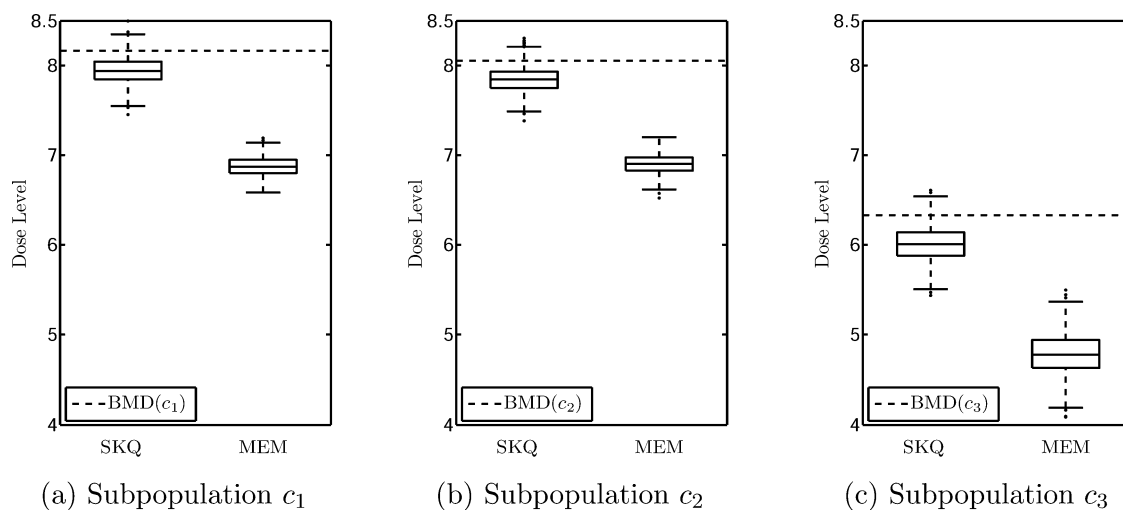 8.5
8
7
6
5
4
Dose Level
BMD(c₁)
SKQ
MEM
(a) Subpopulation c₁
8.5
8
7
6
5
4
Dose Level
BMD(c₂)
SKQ
MEM
(b) Subpopulation c₂
8.5
8
7
6
5
4
Dose Level
BMD(c₃)
SKQ
MEM
(c) Subpopulation c₃